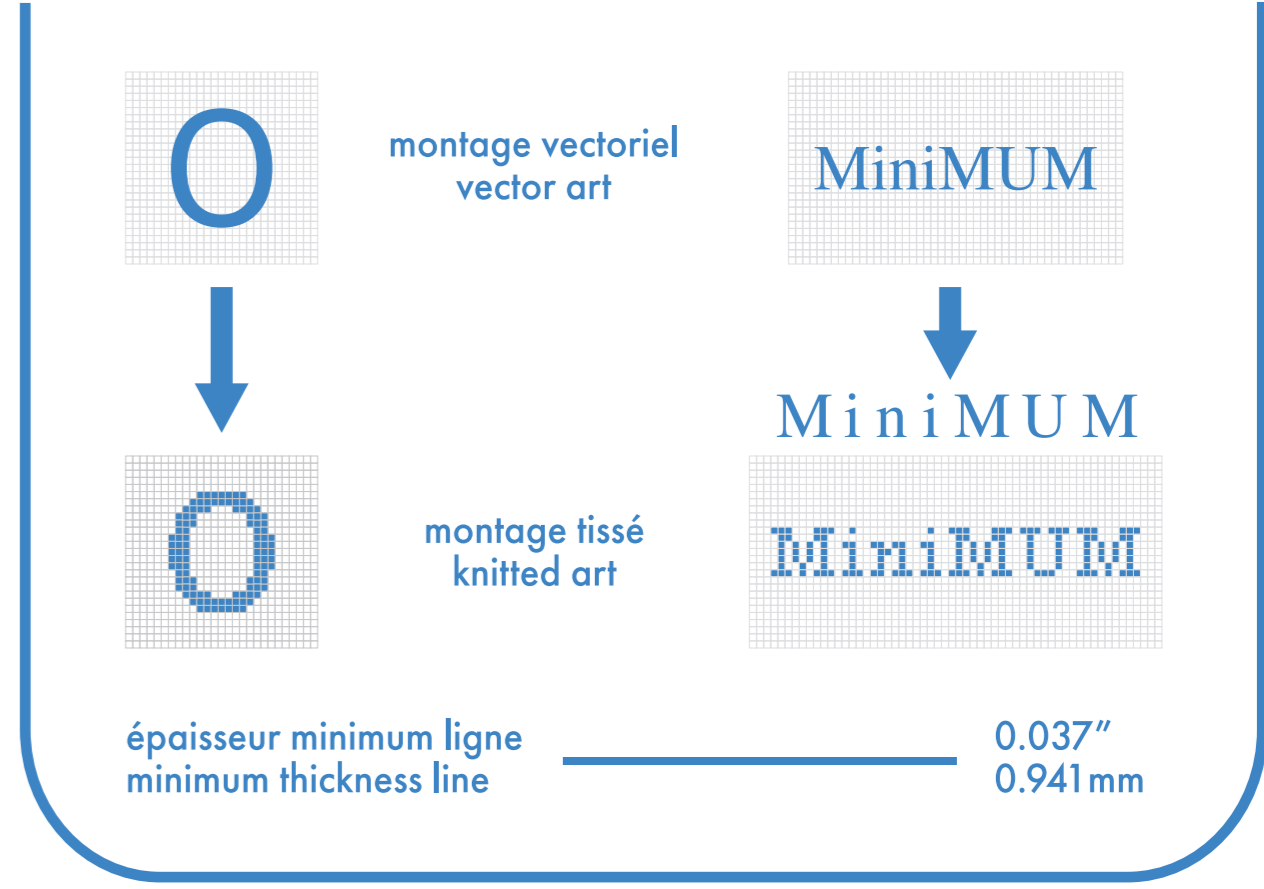 O
montage vectoriel
vector art
MiniMUM
MiniMUM
O
montage tissé
knitted art
MiniMUM
épaisseur minimum ligne
minimum thickness line
0.037″
0.941mm